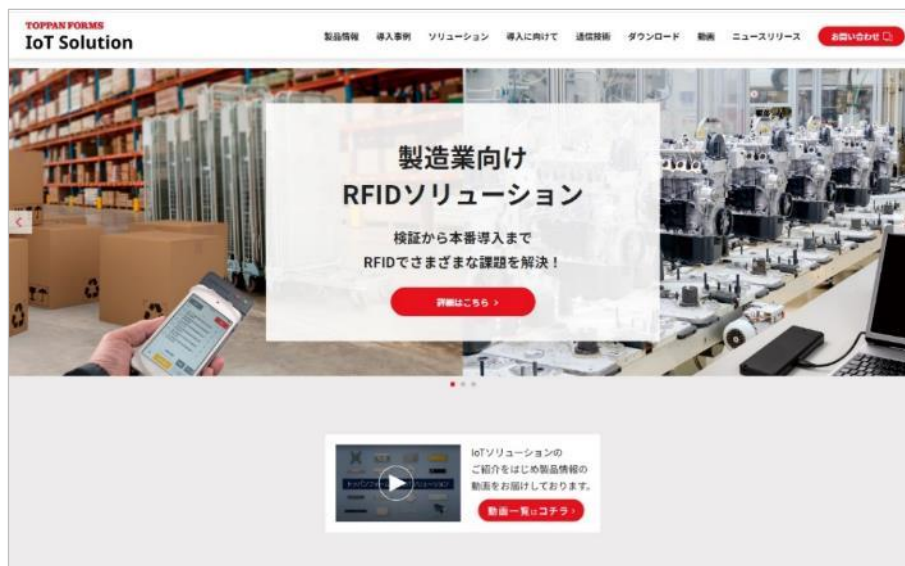 TOPPAN FORMS
IoT Solution
製品情報 導入事例 ソリューション 導入に向けて 通信技術 ダウンロード 動画 ニュースリリース お問い合わせ
製造業向け
RFIDソリューション
検証から本番導入まで
RFIDでさまざまな課題を解決！
詳細はこちら
IoTソリューションの
ご紹介をはじめ製品情報の
動画をお届けしております。
動画一覧はコチラ